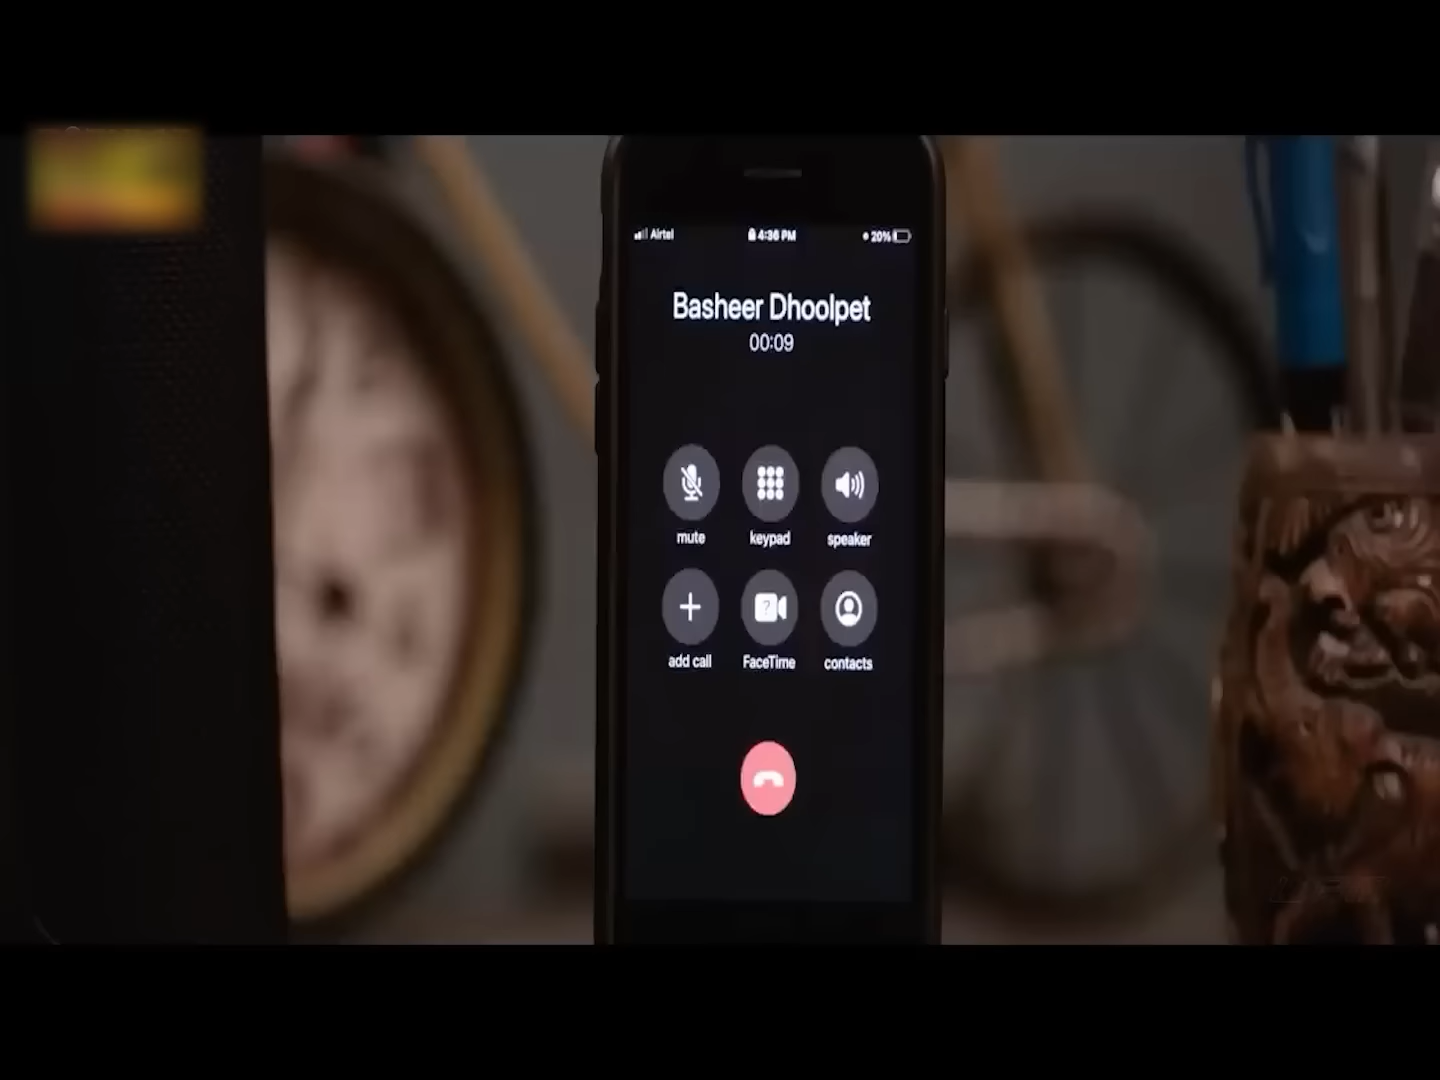 Airtel 4:36 PM 20%
Basheer Dhoolpet
00:09
mute keypad speaker
add call FaceTime contacts